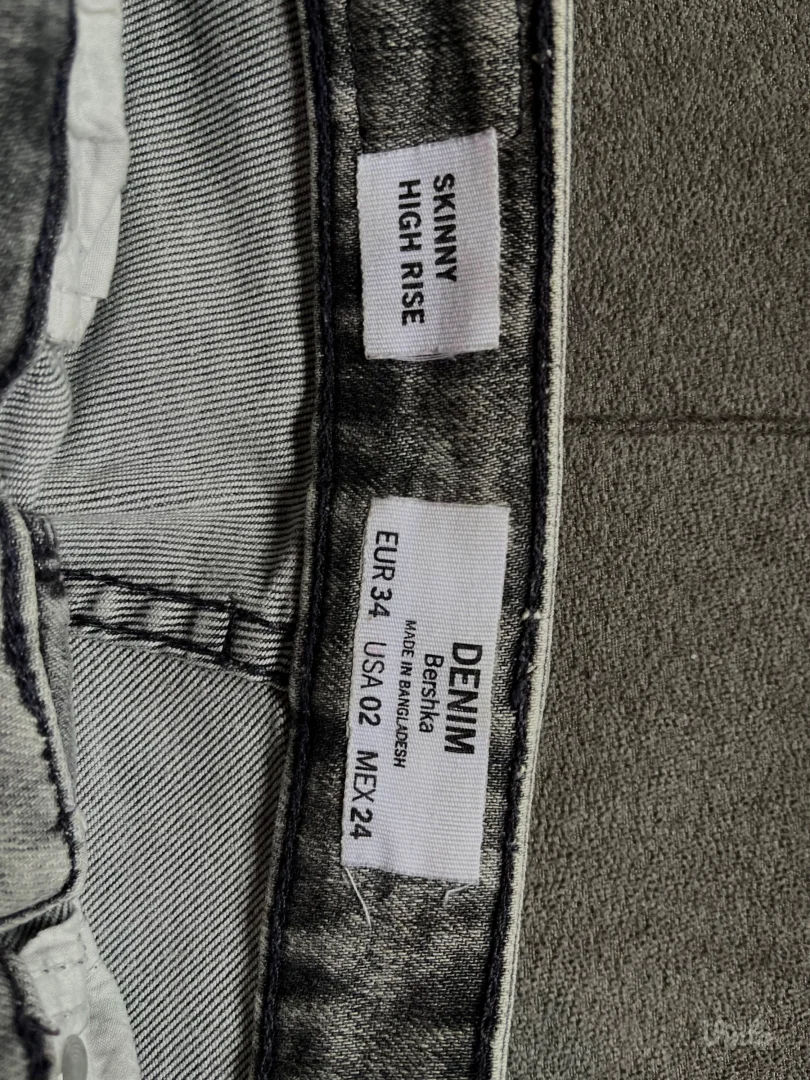 SKINNY
HIGH RISE
DENIM
Bershka
MADE IN BANGLADESH
EUR 34 USA 02 MEX 24